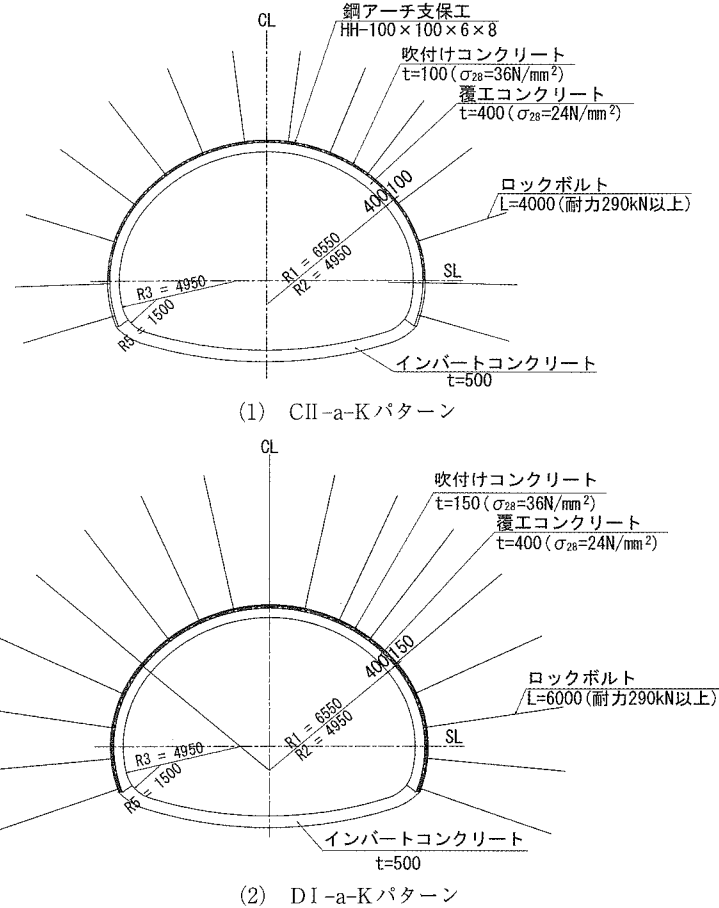 CL
鋼アーチ支保工
HH-100×100×6×8
吹付けコンクリート
t=100(σ28=36N/mm²)
覆工コンクリート
t=400(σ28=24N/mm²)
400 100
ロックボルト
L=4000(耐力290kN以上)
R1 = 6550
R2 = 4950
SL
R3 = 4950
R5 = 1500
インバートコンクリート
t=500
(1) CII-a-Kパターン
CL
吹付けコンクリート
t=150(σ28=36N/mm²)
覆工コンクリート
t=400(σ28=24N/mm²)
400 150
ロックボルト
L=6000(耐力290kN以上)
R1 = 6550
R2 = 4950
SL
R3 = 4950
R6 = 1500
インバートコンクリート
t=500
(2) DI-a-Kパターン